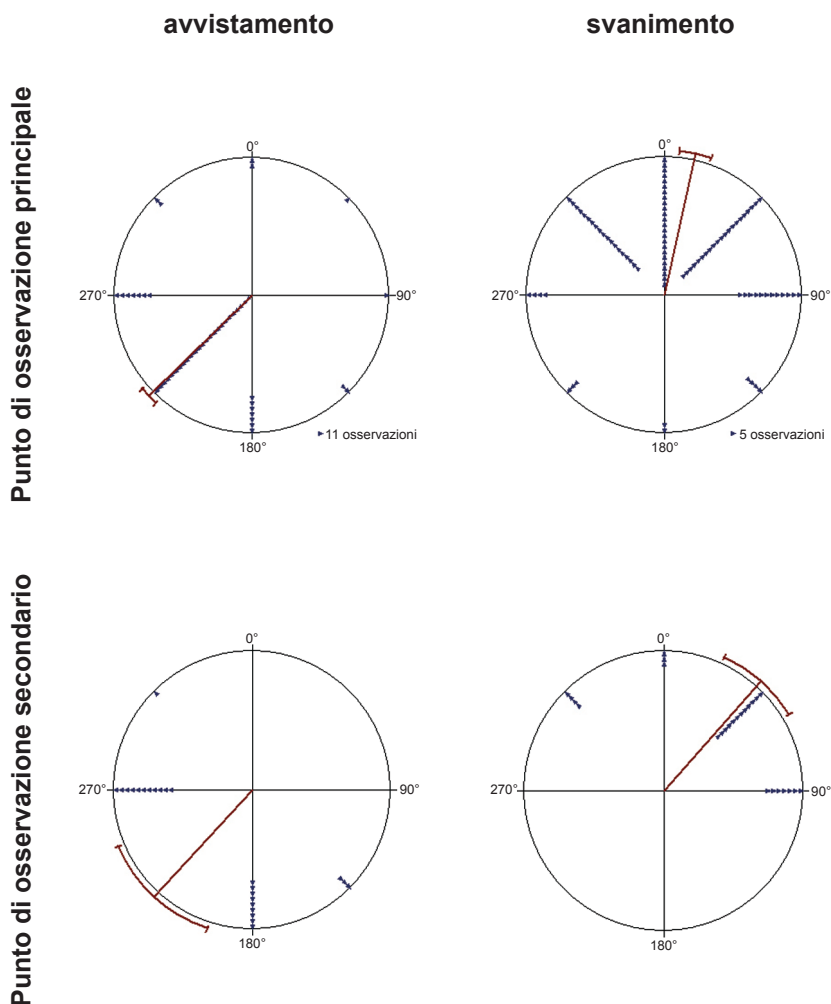 avvistamento
svanimento
Punto di osservazione principale
0°
270°
90°
180°
11 osservazioni
0°
270°
90°
180°
5 osservazioni
Punto di osservazione secondario
0°
270°
90°
180°
0°
270°
90°
180°